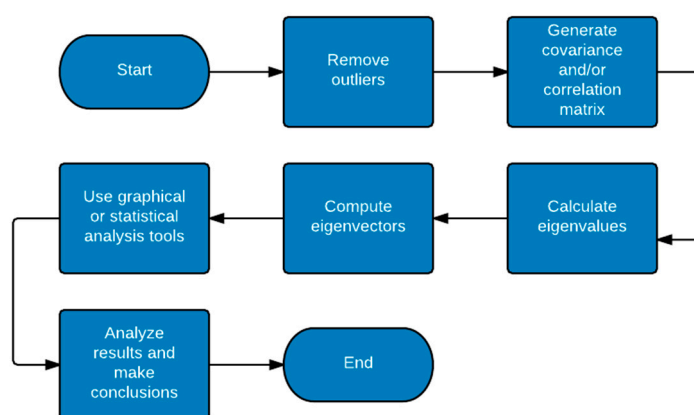 Start
Remove
outliers
Generate
covariance
and/or
correlation
matrix
Calculate
eigenvalues
Compute
eigenvectors
Use graphical
or statistical
analysis tools
Analyze
results and
make
conclusions
End